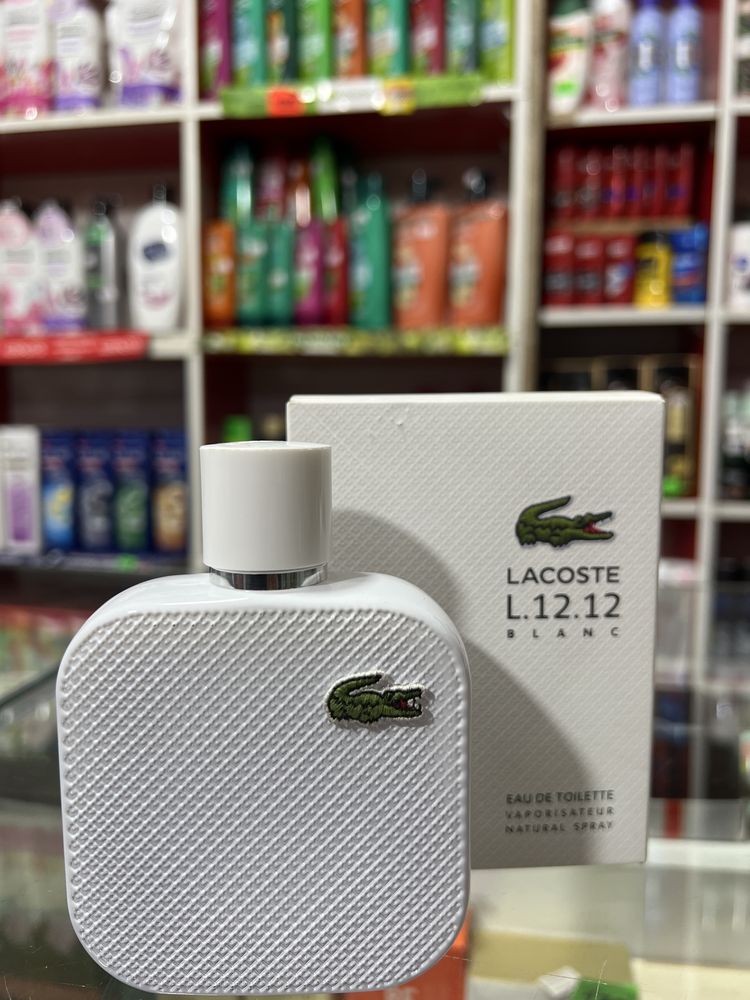 LACOSTE
L.12.12
BLANC
EAU DE TOILETTE
VAPORISATEUR
NATURAL SPRAY